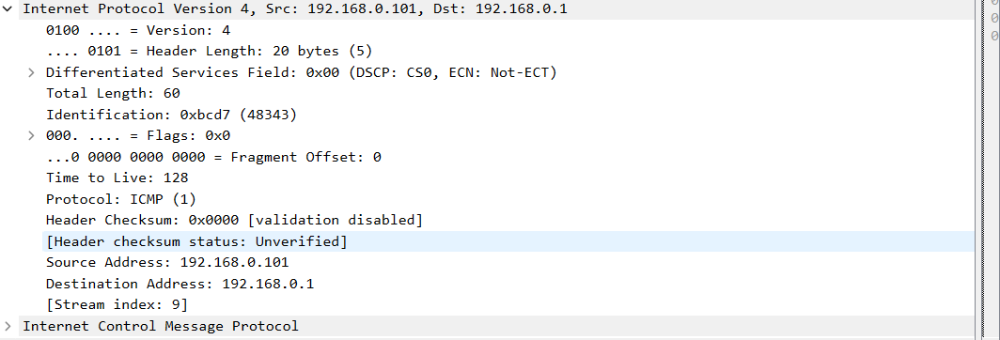 Internet Protocol Version 4, Src: 192.168.0.101, Dst: 192.168.0.1
0100 .... = Version: 4
.... 0101 = Header Length: 20 bytes (5)
Differentiated Services Field: 0x00 (DSCP: CS0, ECN: Not-ECT)
Total Length: 60
Identification: 0xbcd7 (48343)
000. .... = Flags: 0x0
...0 0000 0000 0000 = Fragment Offset: 0
Time to Live: 128
Protocol: ICMP (1)
Header Checksum: 0x0000 [validation disabled]
[Header checksum status: Unverified]
Source Address: 192.168.0.101
Destination Address: 192.168.0.1
[Stream index: 9]
Internet Control Message Protocol